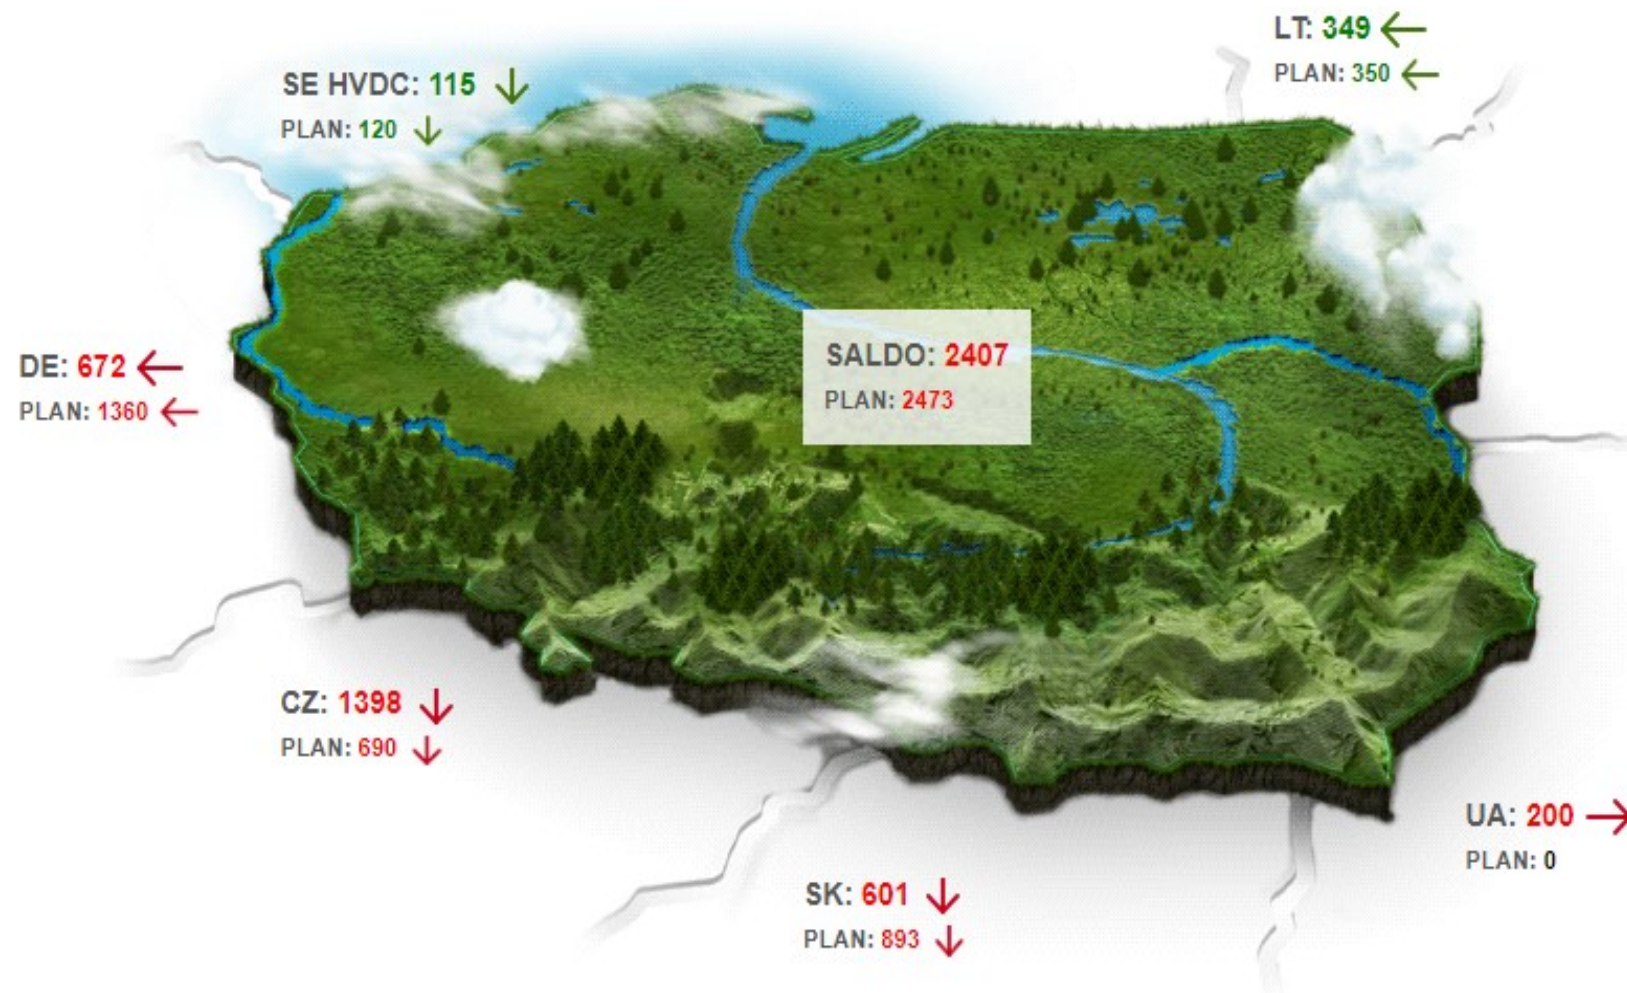 LT: 349
PLAN: 350
SE HVDC: 115
PLAN: 120
SALDO: 2407
PLAN: 2473
DE: 672
PLAN: 1360
CZ: 1398
PLAN: 690
UA: 200
PLAN: 0
SK: 601
PLAN: 893